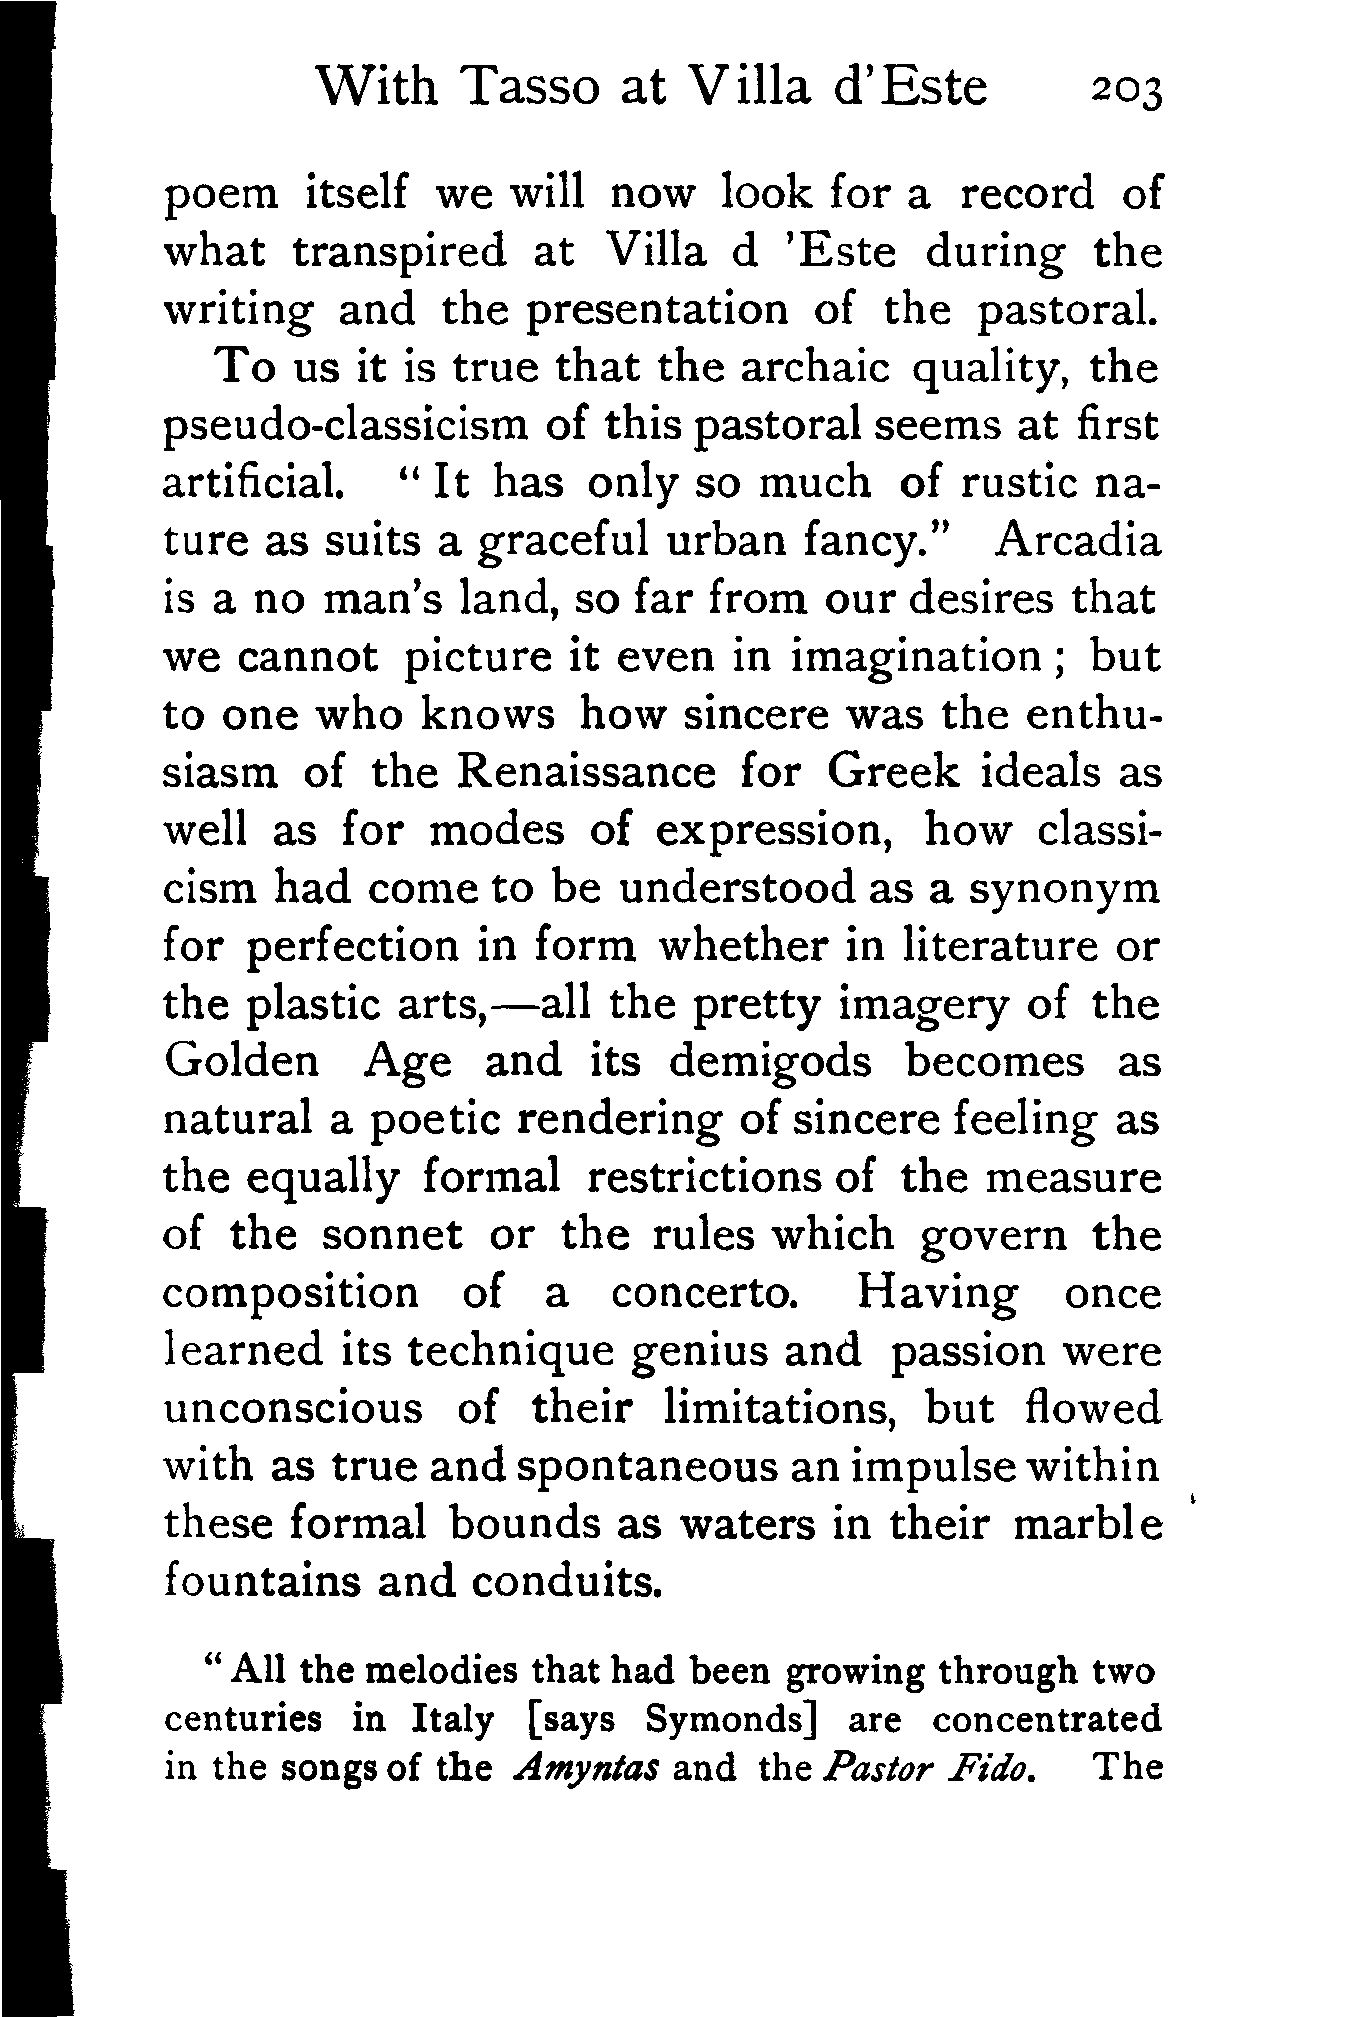 With Tasso at Villa d'Este 203
poem itself we will now look for a record of
what transpired at Villa d 'Este during the
writing and the presentation of the pastoral.
To us it is true that the archaic quality, the
pseudo-classicism of this pastoral seems at first
artificial. "It has only so much of rustic na-
ture as suits a graceful urban fancy." Arcadia
is a no man's land, so far from our desires that
we cannot picture it even in imagination; but
to one who knows how sincere was the enthu-
siasm of the Renaissance for Greek ideals as
well as for modes of expression, how classi-
cism had come to be understood as a synonym
for perfection in form whether in literature or
the plastic arts,—all the pretty imagery of the
Golden Age and its demigods becomes as
natural a poetic rendering of sincere feeling as
the equally formal restrictions of the measure
of the sonnet or the rules which govern the
composition of a concerto. Having once
learned its technique genius and passion were
unconscious of their limitations, but flowed
with as true and spontaneous an impulse within
these formal bounds as waters in their marble
fountains and conduits.
"All the melodies that had been growing through two
centuries in Italy [says Symonds] are concentrated
in the songs of the Amyntas and the Pastor Fido. The